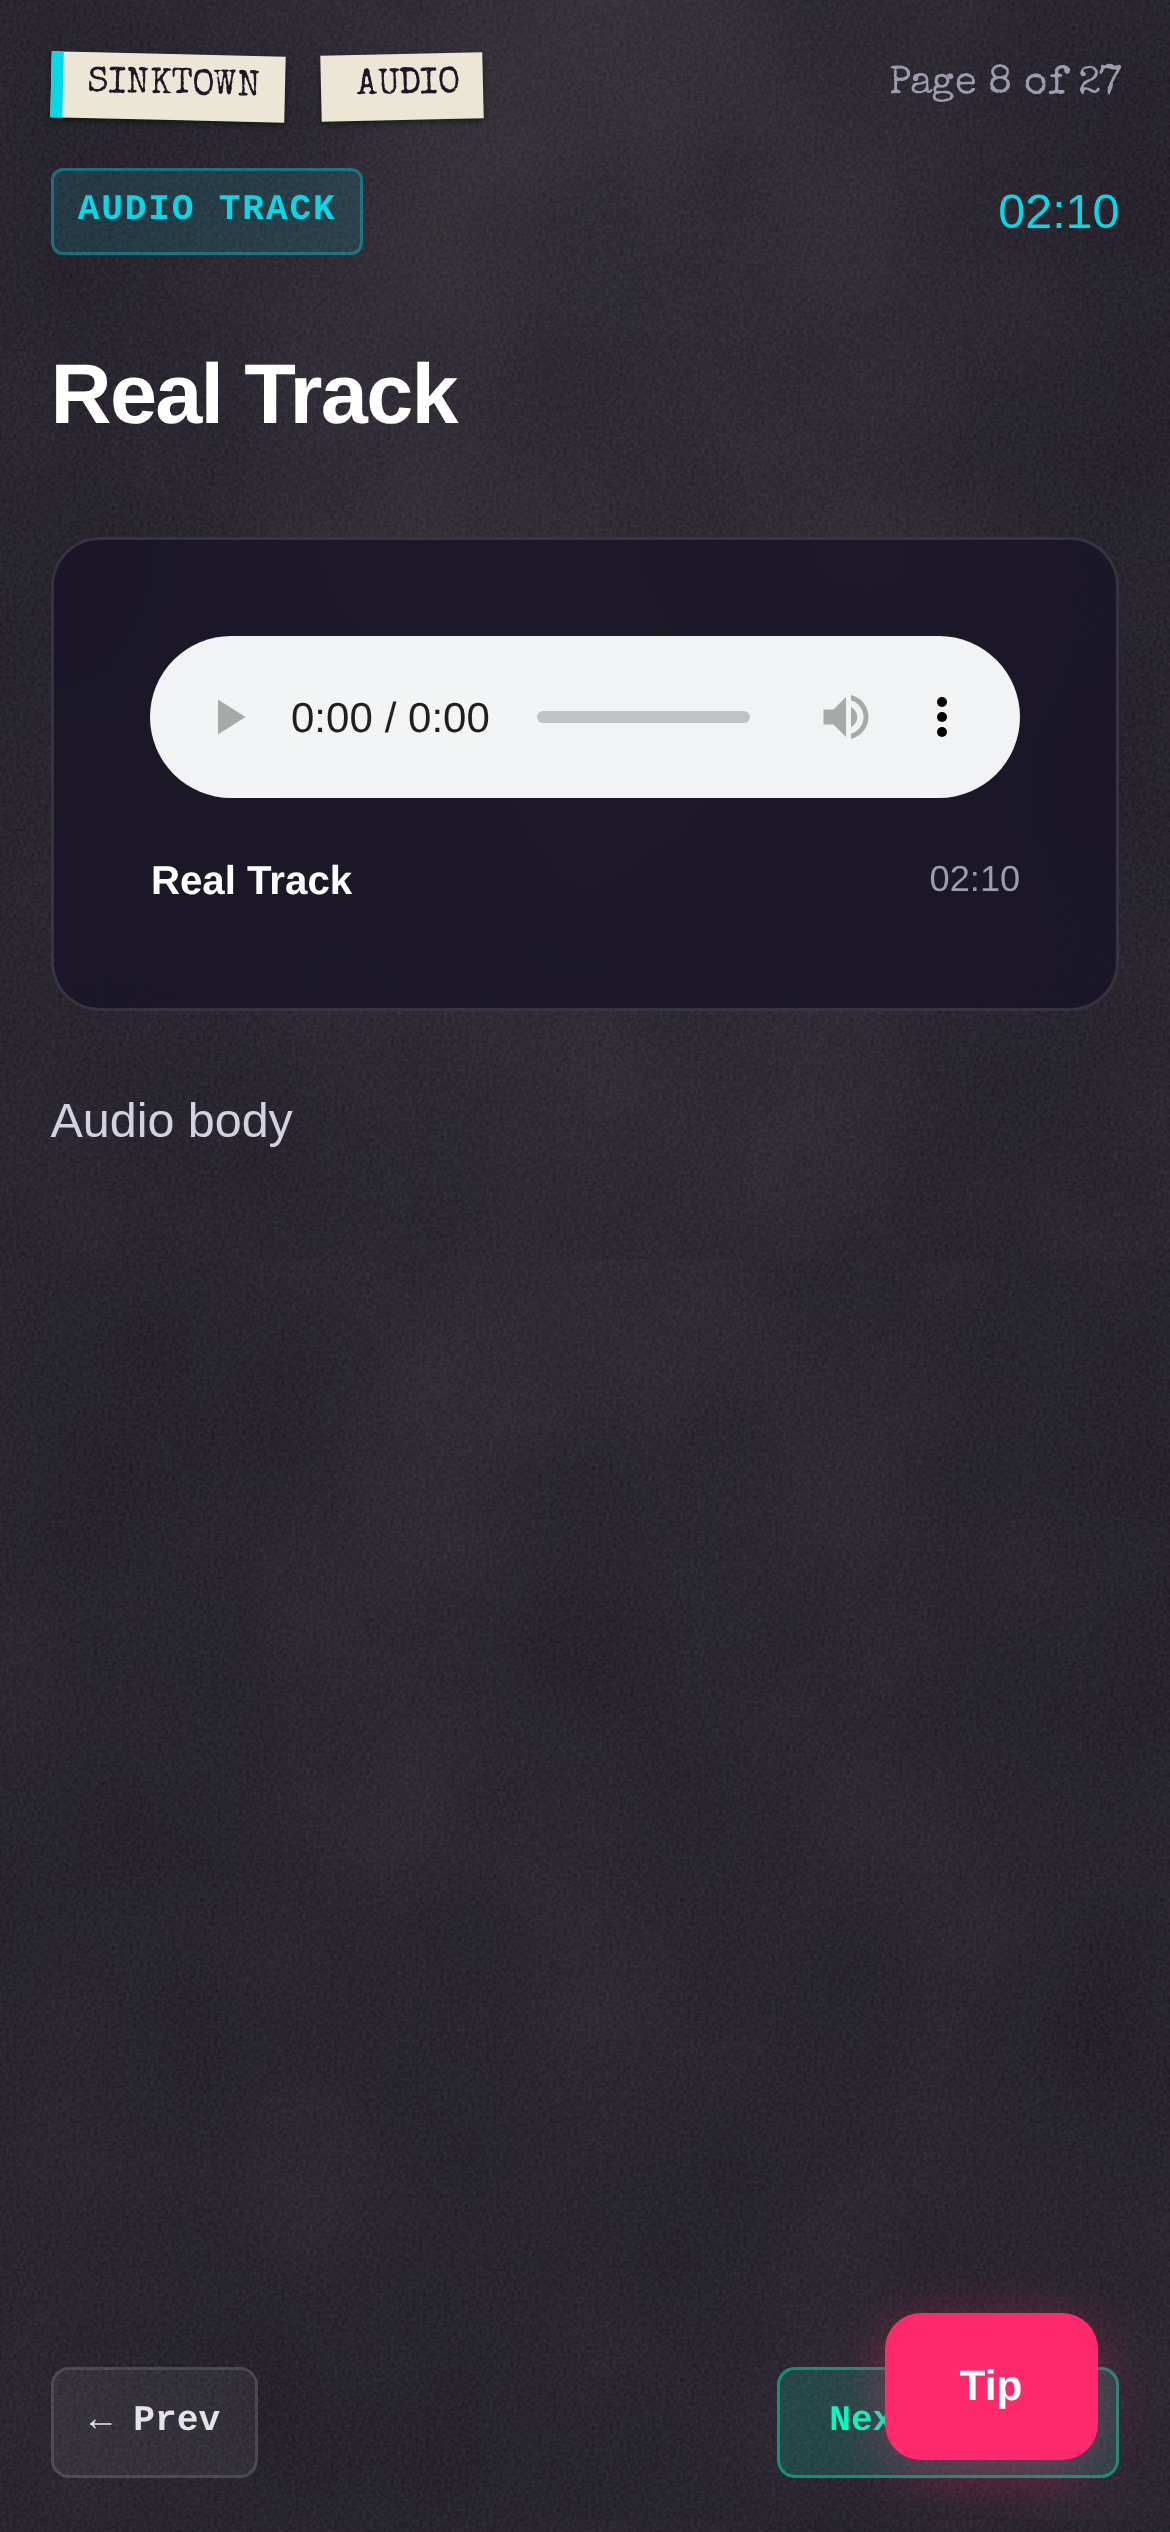 SINKTOWN AUDIO Page 8 of 27
AUDIO TRACK 02:10
Real Track
0:00 / 0:00
Real Track 02:10
Audio body
← Prev Nex Tip